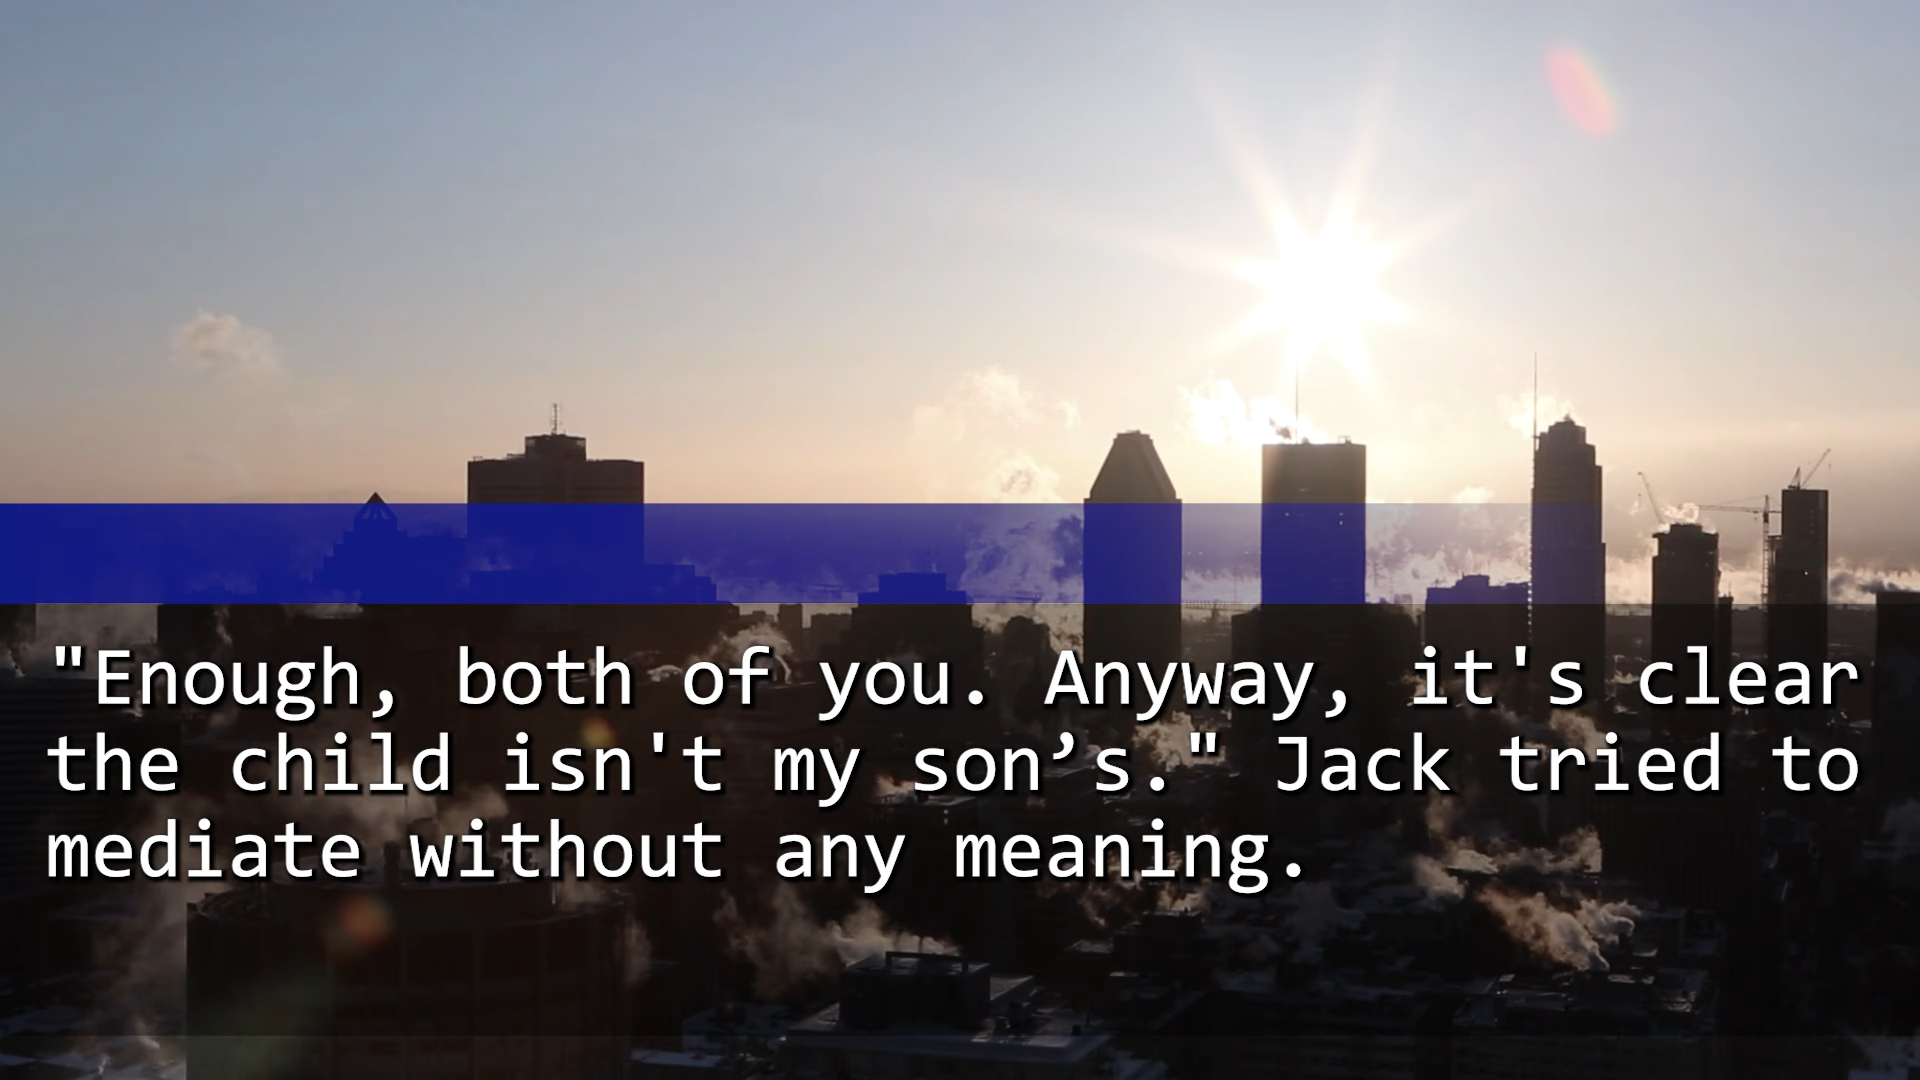 "Enough, both of you. Anyway, it's clear
the child isn't my son’s." Jack tried to
mediate without any meaning.